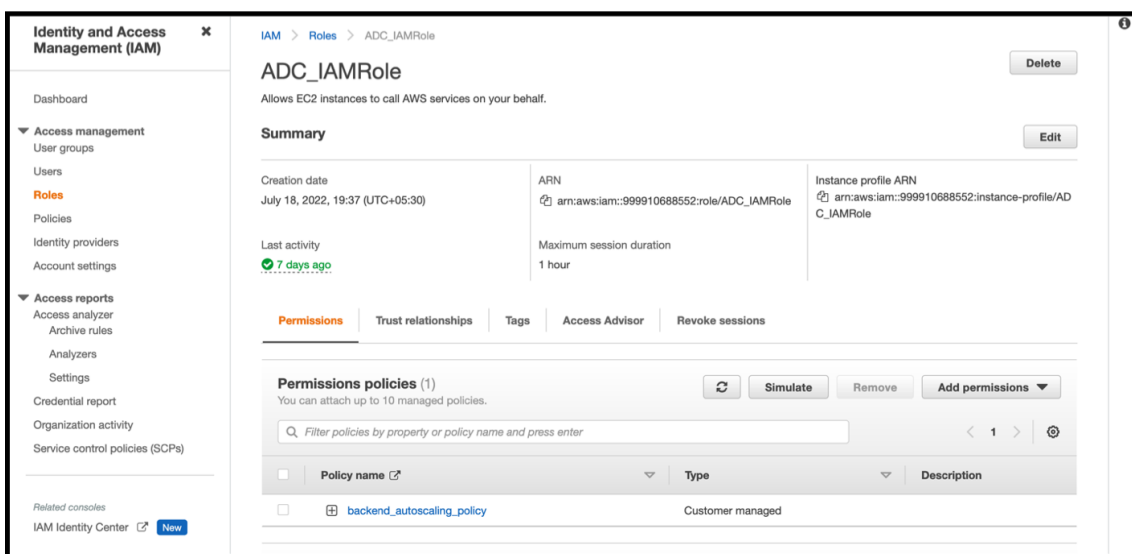 Identity and Access
Management (IAM)
Dashboard
Access management
User groups
Users
Roles
Policies
Identity providers
Account settings
Access reports
Access analyzer
Archive rules
Analyzers
Settings
Credential report
Organization activity
Service control policies (SCPs)
Related consoles
IAM Identity Center New
IAM > Roles > ADC_IAMRole
ADC_IAMRole
Delete
Allows EC2 instances to call AWS services on your behalf.
Summary
Edit
Creation date
July 18, 2022, 19:37 (UTC+05:30)
ARN
arn:aws:iam::999910688552:role/ADC_IAMRole
Instance profile ARN
arn:aws:iam::999910688552:instance-profile/AD
C_IAMRole
Last activity
7 days ago
Maximum session duration
1 hour
Permissions
Trust relationships
Tags
Access Advisor
Revoke sessions
Permissions policies (1)
You can attach up to 10 managed policies.
Simulate
Remove
Add permissions
Filter policies by property or policy name and press enter
< 1 >
Policy name
Type
Description
backend_autoscaling_policy
Customer managed